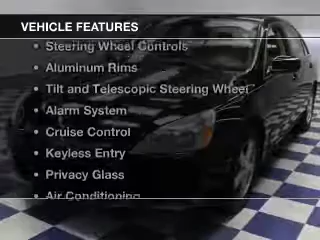 VEHICLE FEATURES
• Steering Wheel Controls
• Aluminum Rims
• Tilt and Telescopic Steering Wheel
• Alarm System
• Cruise Control
• Keyless Entry
• Privacy Glass
• Air Conditioning